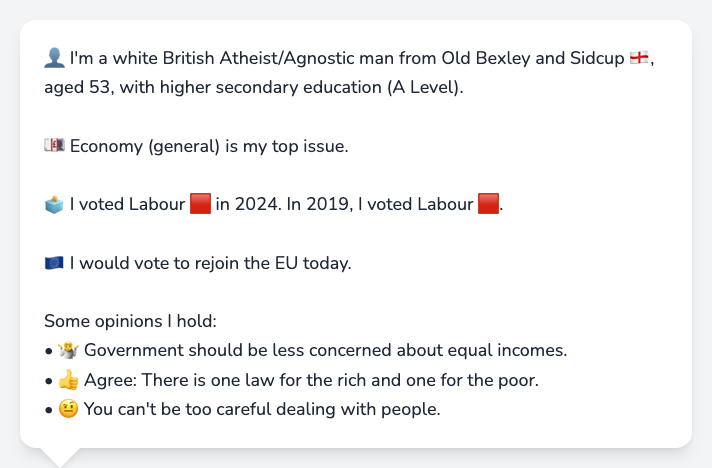 👤 I'm a white British Atheist/Agnostic man from Old Bexley and Sidcup 🏴󠁧󠁢󠁥󠁮󠁧󠁿,
aged 53, with higher secondary education (A Level).
💷 Economy (general) is my top issue.
🗳️ I voted Labour 🟥 in 2024. In 2019, I voted Labour 🟥.
🇪🇺 I would vote to rejoin the EU today.
Some opinions I hold:
• 🤷 Government should be less concerned about equal incomes.
• 👍 Agree: There is one law for the rich and one for the poor.
• 🤨 You can't be too careful dealing with people.